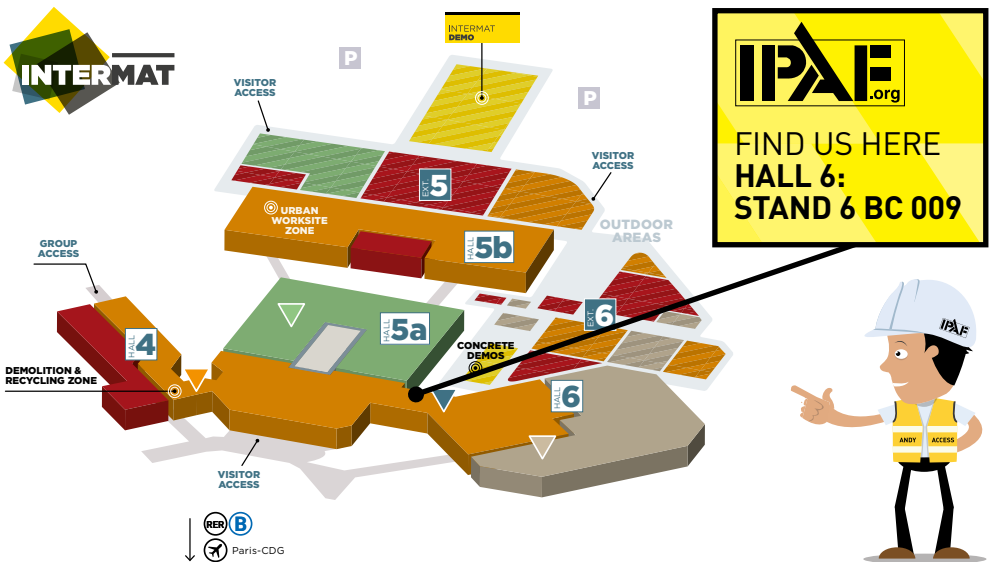 INTERMAT
INTERMAT
DEMO
P
VISITOR
ACCESS
P
IPAF
.org
FIND US HERE
HALL 6:
STAND 6 BC 009
VISITOR
ACCESS
EXT. 5
URBAN
WORKSITE
ZONE
HALL 5b
OUTDOOR
AREAS
GROUP
ACCESS
HALL 5a
EXT. 6
HALL 4
CONCRETE
DEMOS
IPAF
DEMOLITION &
RECYCLING ZONE
HALL 6
ANDY ACCESS
VISITOR
ACCESS
RER B
Paris-CDG